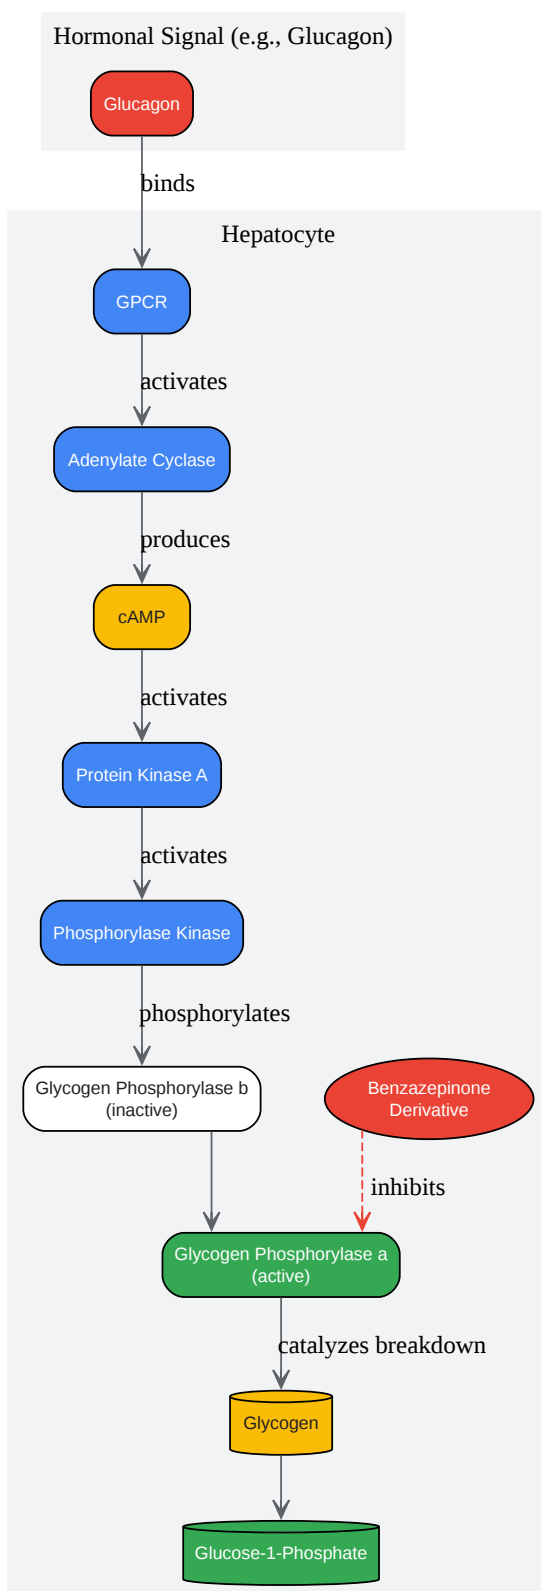 Hormonal Signal (e.g., Glucagon)
Glucagon
binds
Hepatocyte
GPCR
activates
Adenylate Cyclase
produces
cAMP
activates
Protein Kinase A
activates
Phosphorylase Kinase
phosphorylates
Glycogen Phosphorylase b
(inactive)
Benzazepinone
Derivative
inhibits
Glycogen Phosphorylase a
(active)
catalyzes breakdown
Glycogen
Glucose-1-Phosphate